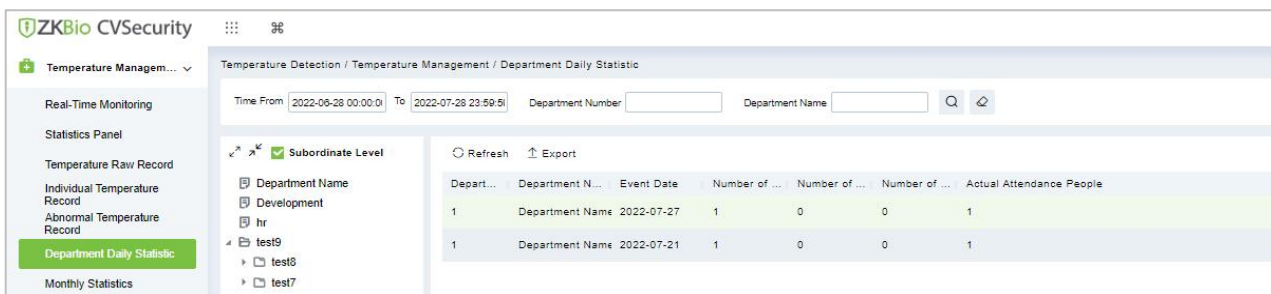 ZKBio CVSecurity
Temperature Managem...
Real-Time Monitoring
Statistics Panel
Temperature Raw Record
Individual Temperature
Record
Abnormal Temperature
Record
Department Daily Statistic
Monthly Statistics
Temperature Detection / Temperature Management / Department Daily Statistic
Time From 2022-06-28 00:00:0 To 2022-07-28 23:59:5 Department Number Department Name
Subordinate Level
Department Name
Development
hr
test9
test8
test7
Refresh Export
Depart... Department N... Event Date Number of ... Number of ... Number of ... Actual Attendance People
1 Department Name 2022-07-27 1 0 0 1
1 Department Name 2022-07-21 1 0 0 1